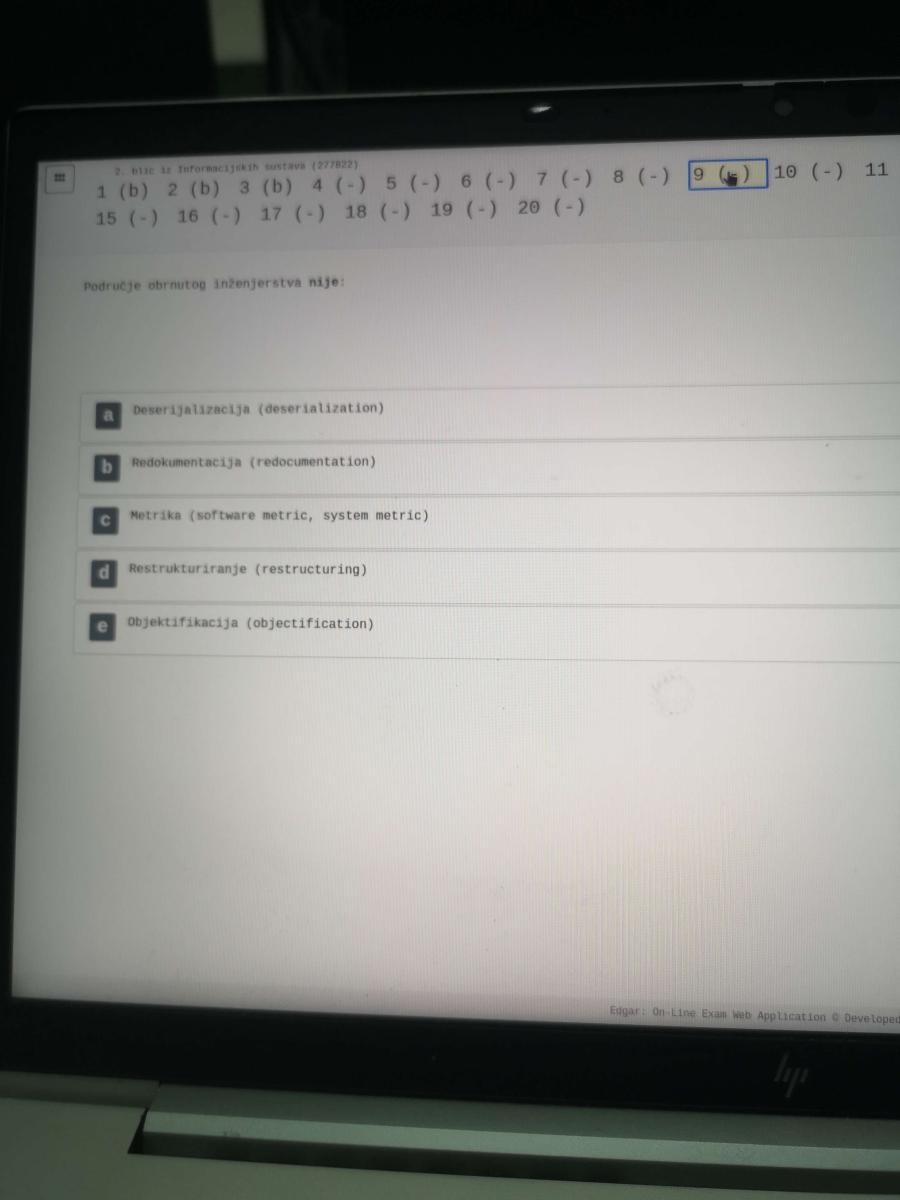 2. blic iz Informacijskih sustava (277822)
1 (b) 2 (b) 3 (b) 4 (-) 5 (-) 6 (-) 7 (-) 8 (-) 9 (-) 10 (-) 11
15 (-) 16 (-) 17 (-) 18 (-) 19 (-) 20 (-)
Područje obrnutog inženjerstva nije:
a Deserijalizacija (deserialization)
b Redokumentacija (redocumentation)
c Metrika (software metric, system metric)
d Restrukturiranje (restructuring)
e Objektifikacija (objectification)
Edgar: On-Line Exam Web Application © Developed
hp